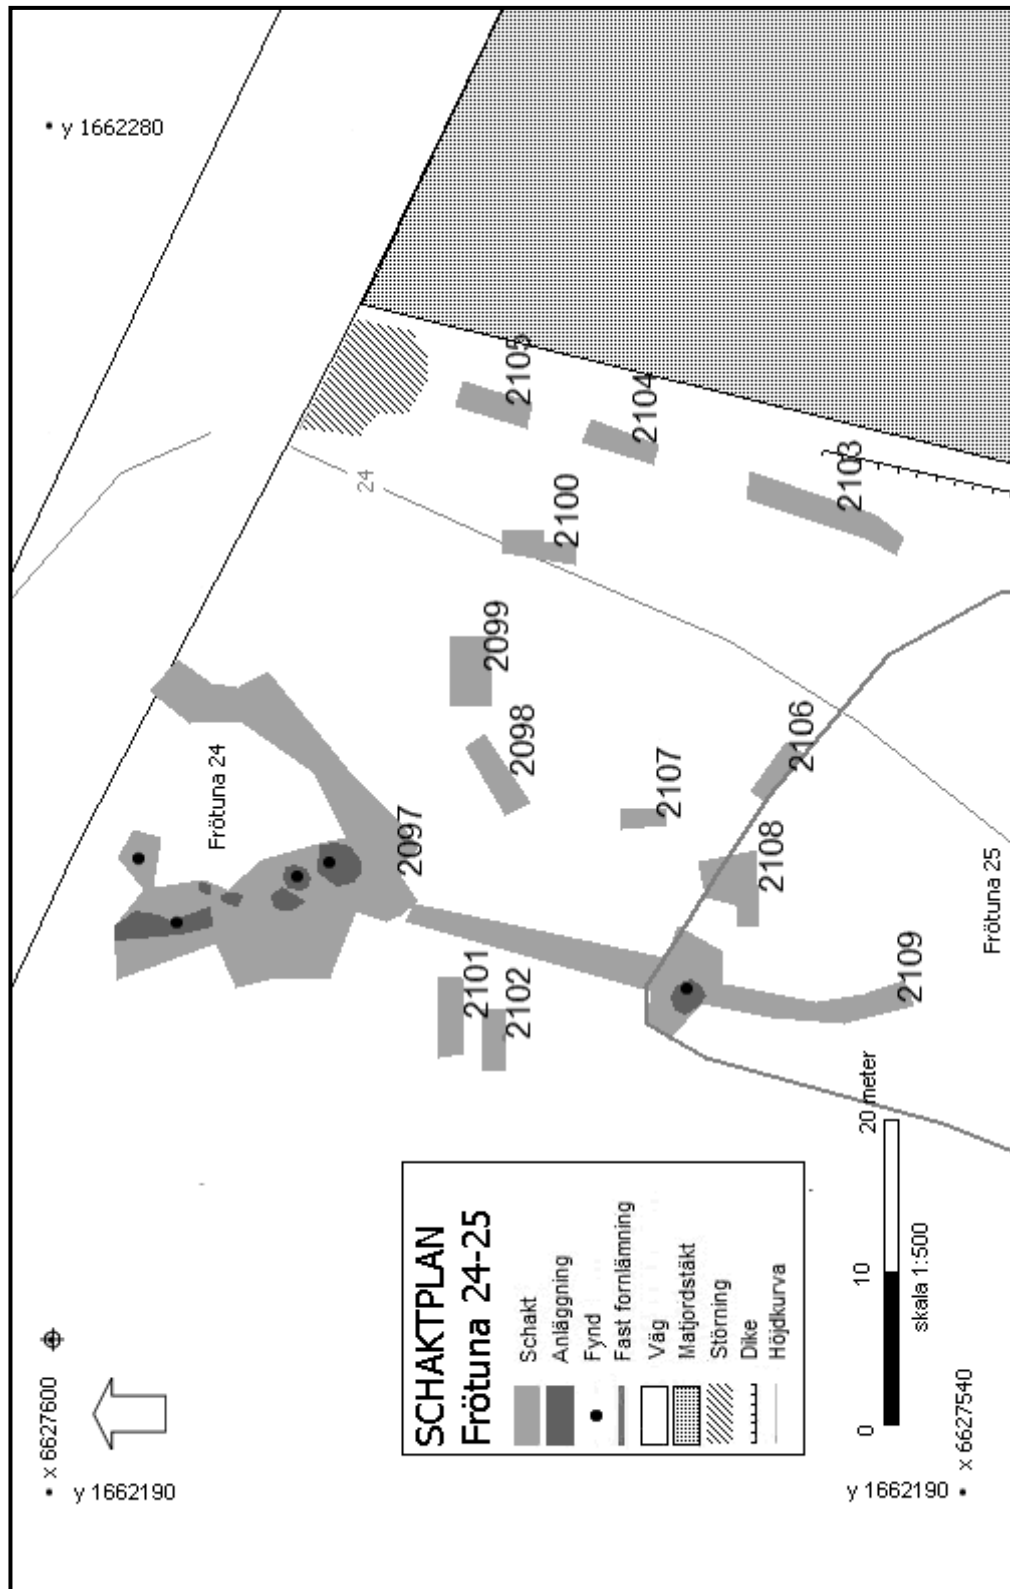 y 1662280
2105
2104
2103
24
2100
2099
2098
2107
2106
Frötuna 24
2097
2108
Frötuna 25
2101
2102
2109
SCHAKTPLAN
Frötuna 24-25
Schakt
Anläggning
Fynd
Fast fornlämning
Väg
Matjordstäkt
Störning
Dike
Höjdkurva
0
10
20 meter
skala 1:500
x 6627600
y 1662190
y 1662190
x 6627540